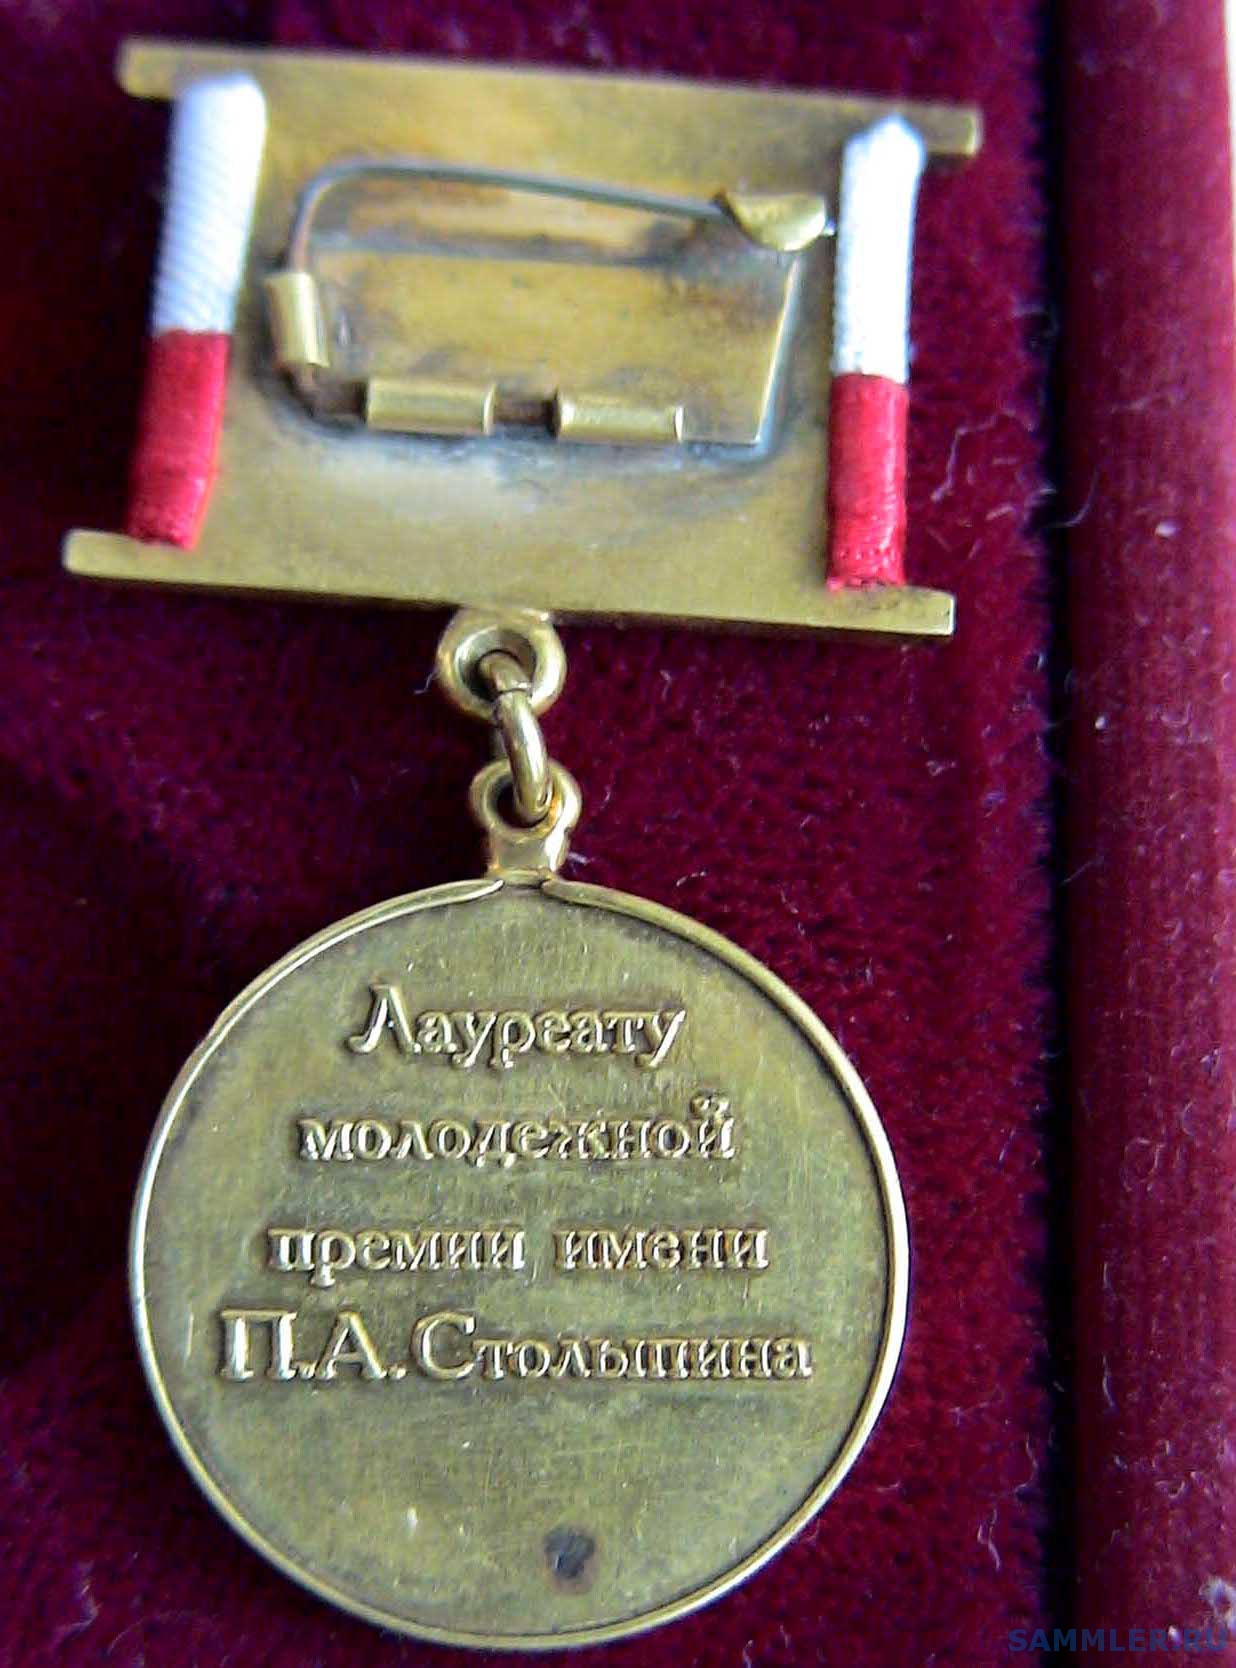 Лауреату
молодежной
премии имени
П.А.Столыпина
SAMMLER.RU